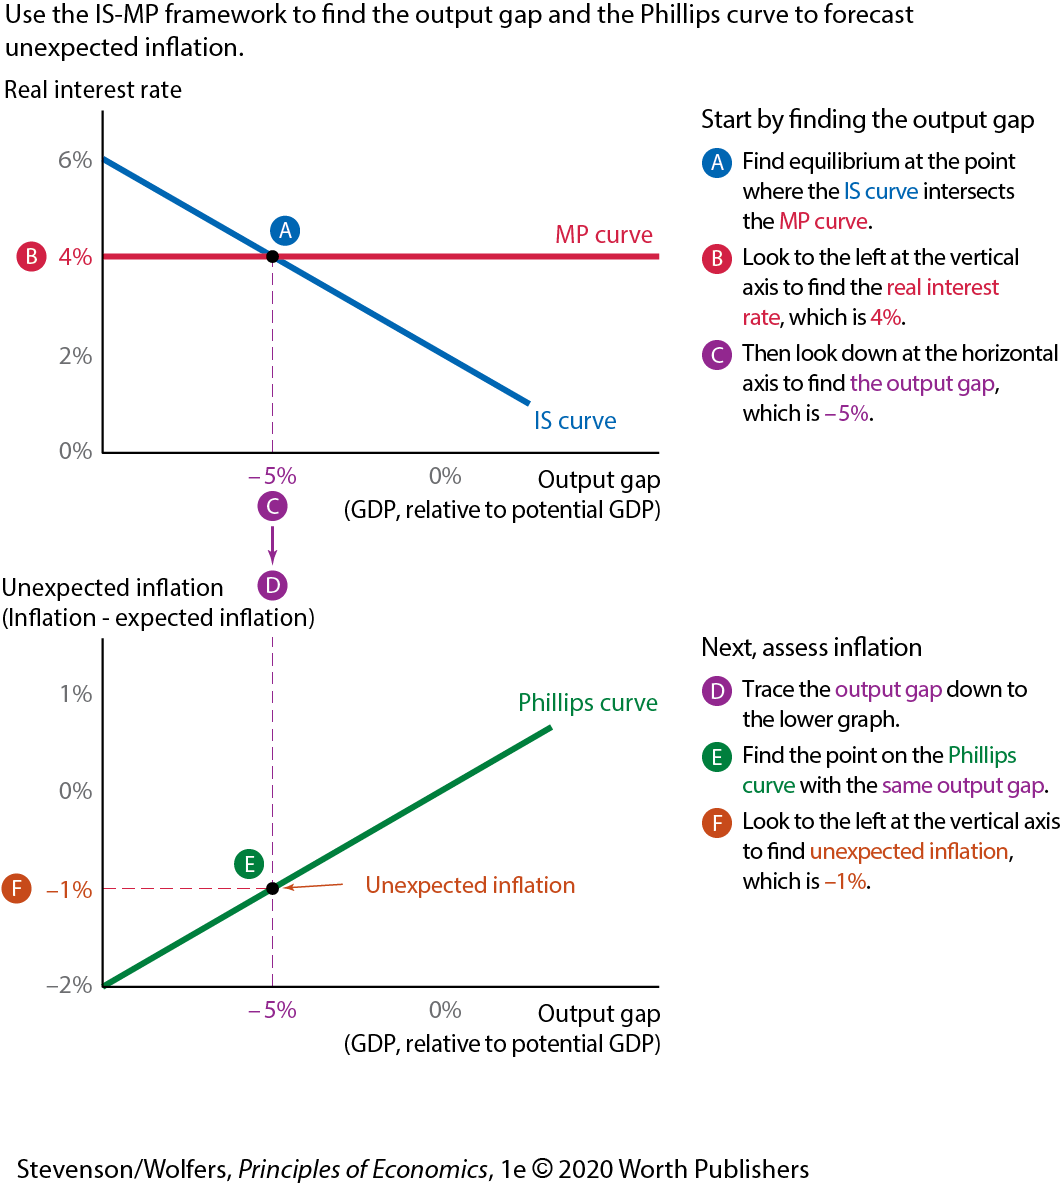 Use the IS-MP framework to find the output gap and the Phillips curve to forecast
unexpected inflation.
Real interest rate
6%
A
MP curve
B 4%
2%
IS curve
0%
–5%
0%
Output gap
(GDP, relative to potential GDP)
C
Start by finding the output gap
A Find equilibrium at the point
where the IS curve intersects
the MP curve.
B Look to the left at the vertical
axis to find the real interest
rate, which is 4%.
C Then look down at the horizontal
axis to find the output gap,
which is –5%.
D
Unexpected inflation
(Inflation - expected inflation)
1%
Phillips curve
0%
E
F –1%
Unexpected inflation
–2%
–5%
0%
Output gap
(GDP, relative to potential GDP)
Next, assess inflation
D Trace the output gap down to
the lower graph.
E Find the point on the Phillips
curve with the same output gap.
F Look to the left at the vertical axis
to find unexpected inflation,
which is –1%.
Stevenson/Wolfers, Principles of Economics, 1e © 2020 Worth Publishers